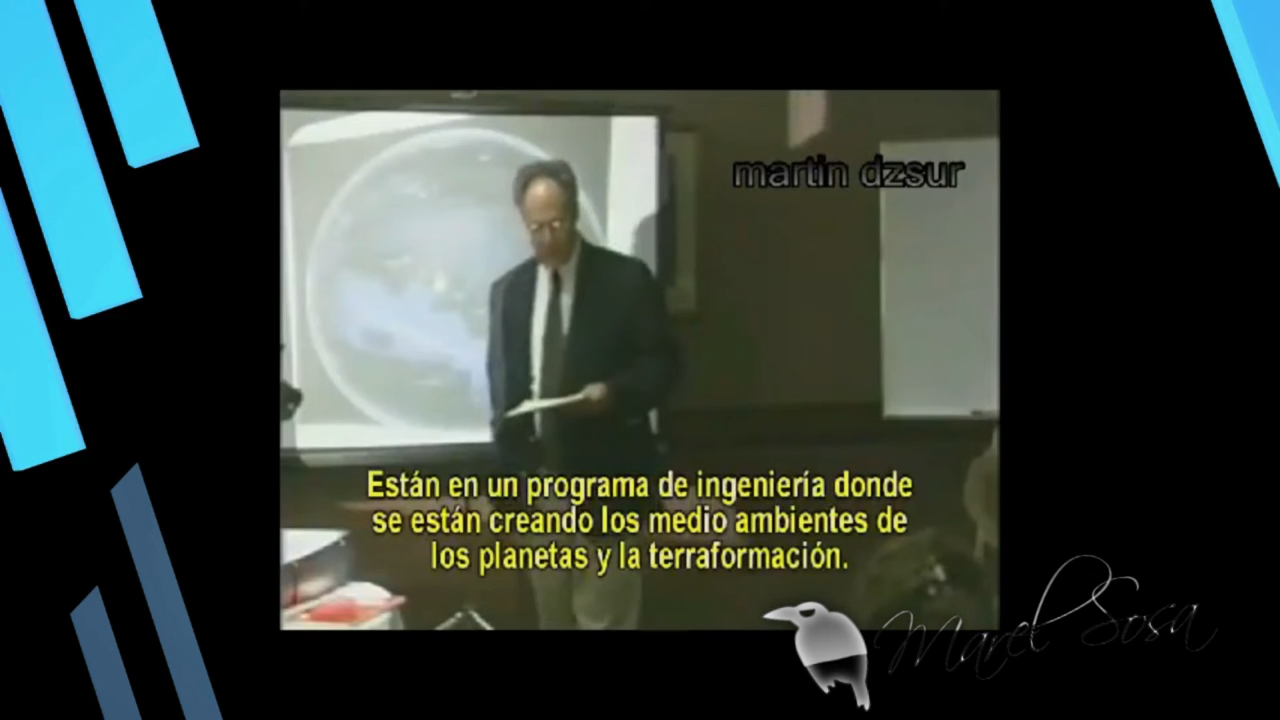 martin dzsur
Están en un programa de ingeniería donde
se están creando los medio ambientes de
los planetas y la terraformación.
Marel Sosa